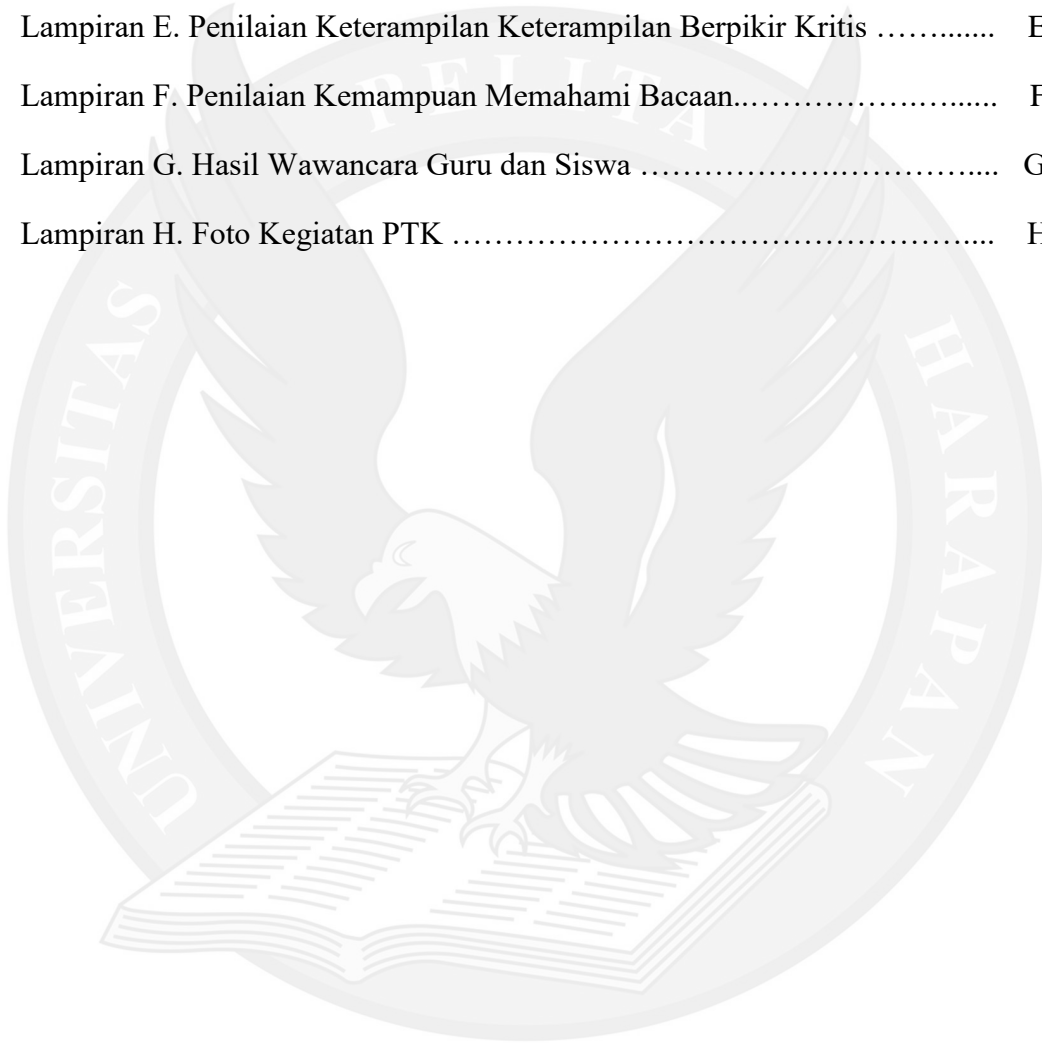 Lampiran E. Penilaian Keterampilan Keterampilan Berpikir Kritis …….......
Lampiran F. Penilaian Kemampuan Memahami Bacaan..……………….…......
Lampiran G. Hasil Wawancara Guru dan Siswa ……………….…………....
Lampiran H. Foto Kegiatan PTK …………………………………………....
UNIVERSITAS PELITA HARAPAN